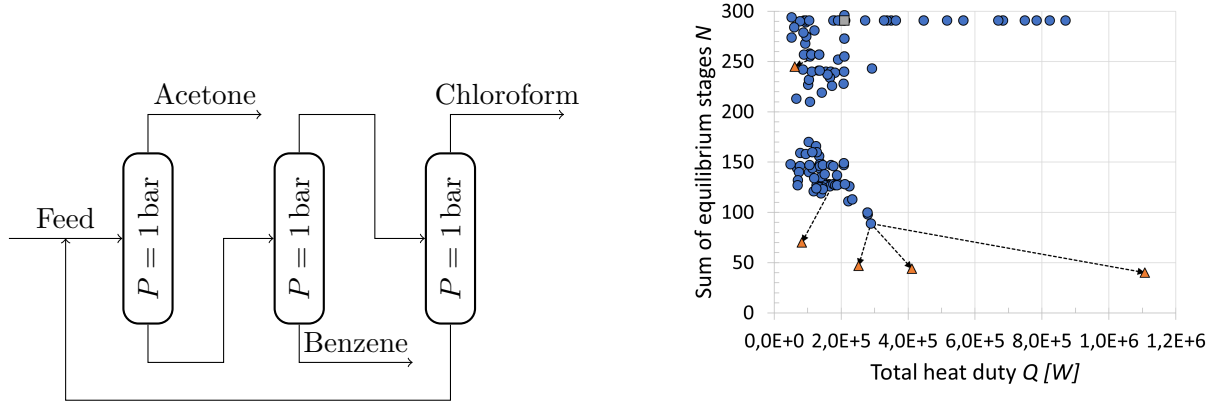 Acetone
Chloroform
Feed
P = 1 bar
P = 1 bar
P = 1 bar
Benzene
Sum of equilibrium stages N
300
250
200
150
100
50
0
0,0E+0 2,0E+5 4,0E+5 6,0E+5 8,0E+5 1,0E+6 1,2E+6
Total heat duty Q [W]